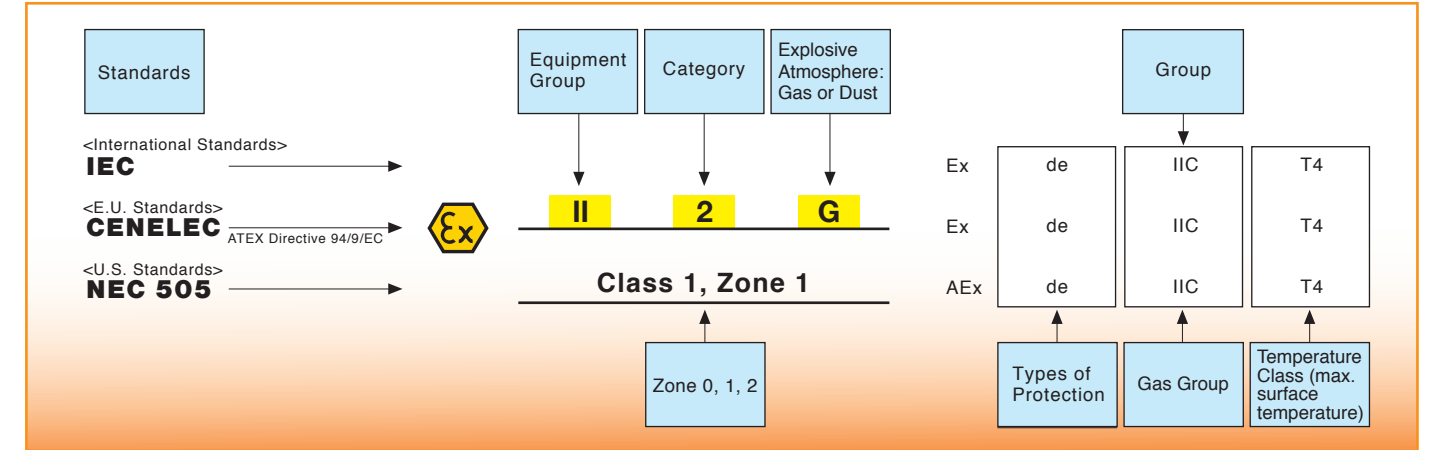 Standards
Equipment
Group
Category
Explosive
Atmosphere:
Gas or Dust
Group
<International Standards>
IEC
Ex de IIC T4
<E.U. Standards>
CENELEC
ATEX Directive 94/9/EC
Ex
II 2 G
Ex de IIC T4
<U.S. Standards>
NEC 505
Class 1, Zone 1
AEx de IIC T4
Zone 0, 1, 2
Types of
Protection
Gas Group
Temperature
Class (max.
surface
temperature)